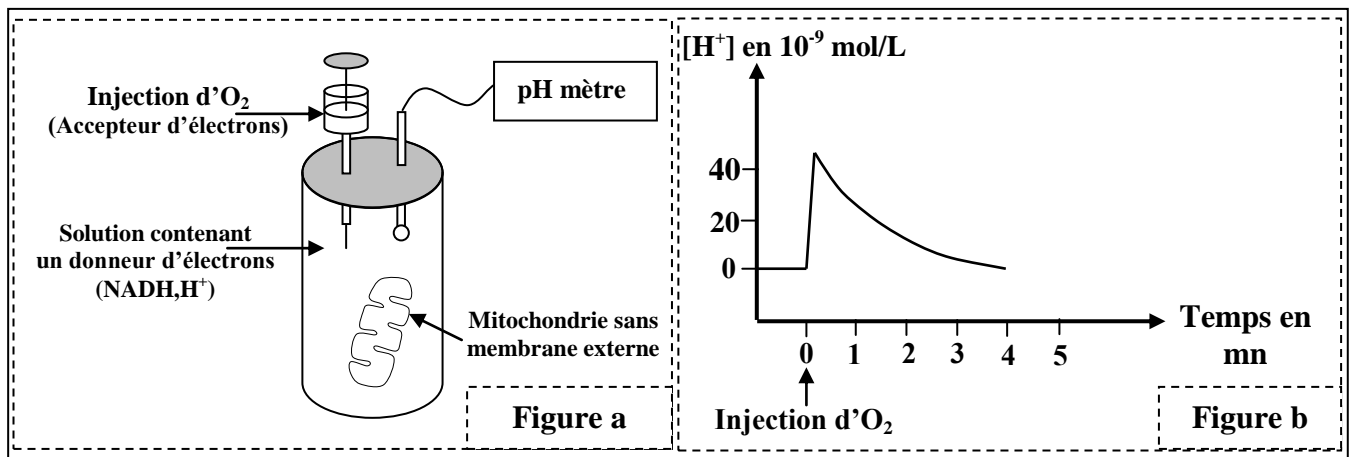 Injection d'O₂
(Accepteur d'électrons)
pH mètre
Solution contenant
un donneur d'électrons
(NADH,H⁺)
Mitochondrie sans
membrane externe
Figure a
[H⁺] en 10⁻⁹ mol/L
40
20
0
0 1 2 3 4 5
Temps en
mn
Injection d'O₂
Figure b